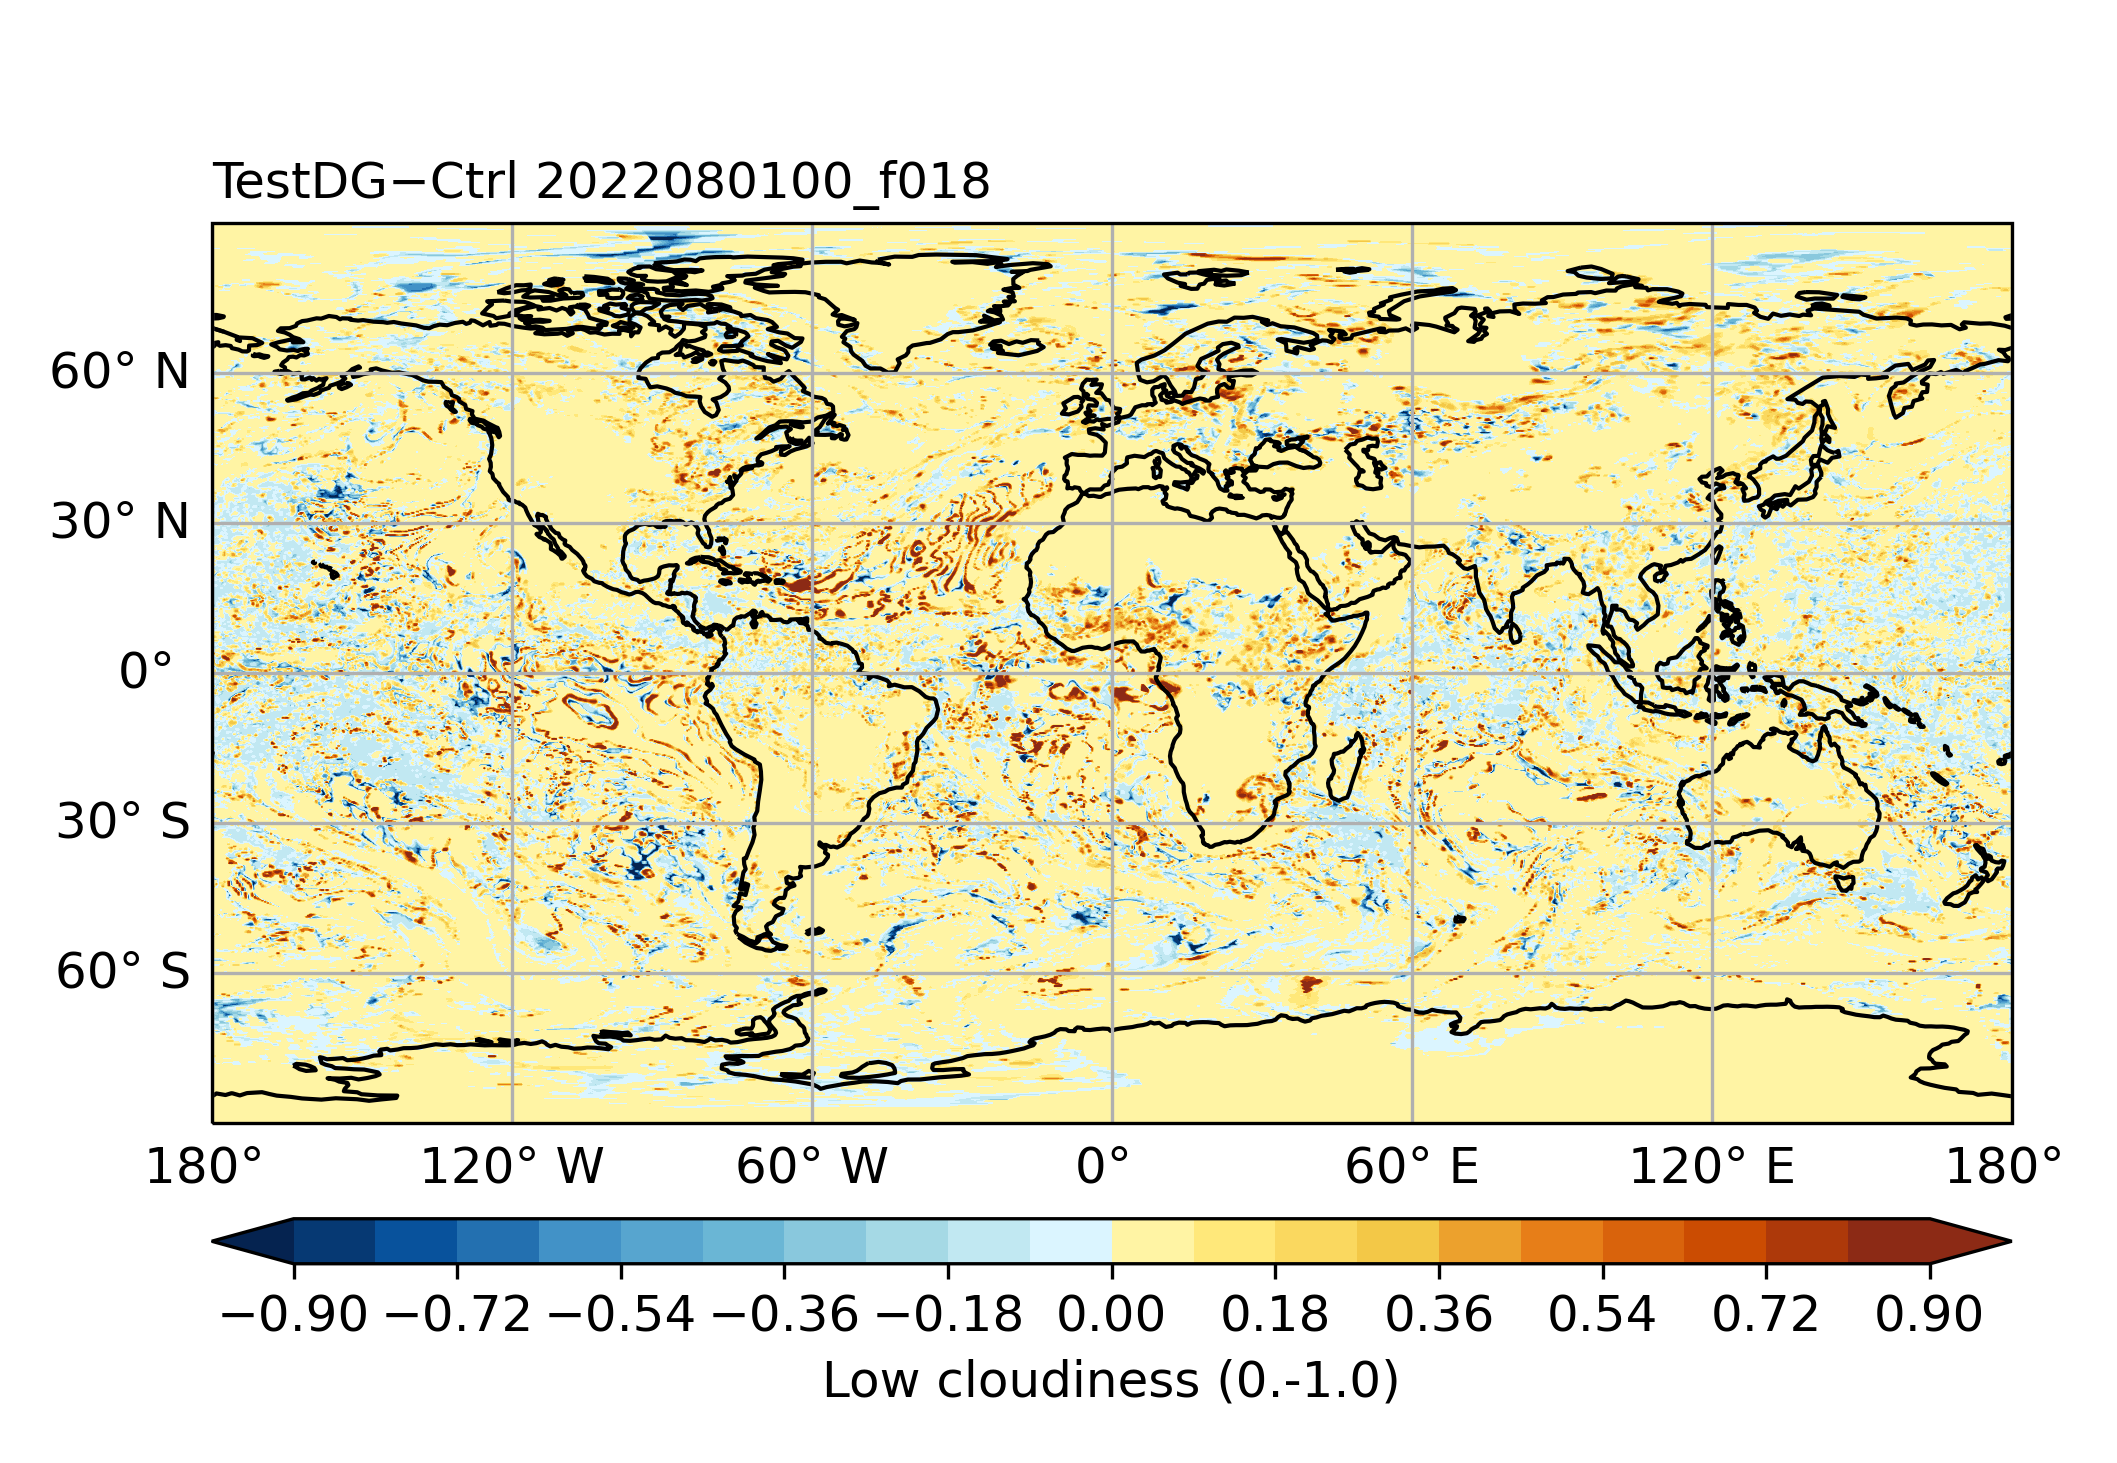 TestDG−Ctrl 2022080100_f018
60° N
30° N
0°
30° S
60° S
180° 120° W 60° W 0° 60° E 120° E 180°
−0.90 −0.72 −0.54 −0.36 −0.18 0.00 0.18 0.36 0.54 0.72 0.90
Low cloudiness (0.-1.0)